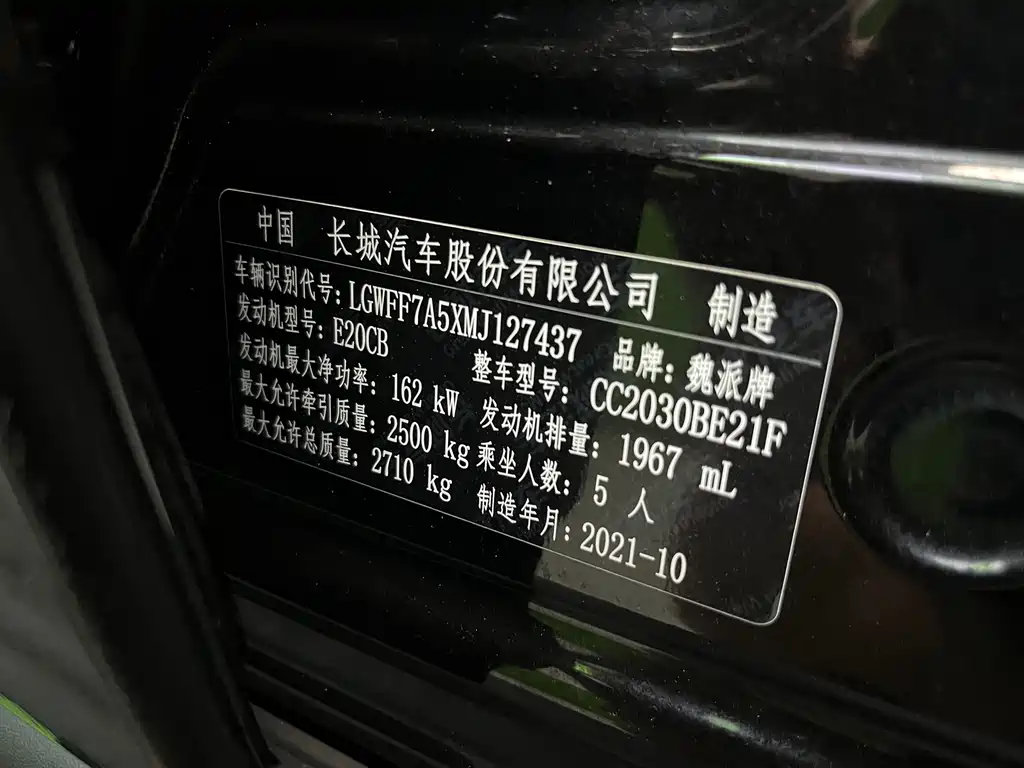 中国 长城汽车股份有限公司 制造
车辆识别代号: LGWFF7A5XMJ127437 品牌: 魏派牌
发动机型号: E20CB 整车型号: CC2030BE21F
发动机最大净功率: 162 kW 发动机排量: 1967 mL
最大允许牵引质量: 2500 kg 乘坐人数: 5 人
最大允许总质量: 2710 kg 制造年月: 2021-10